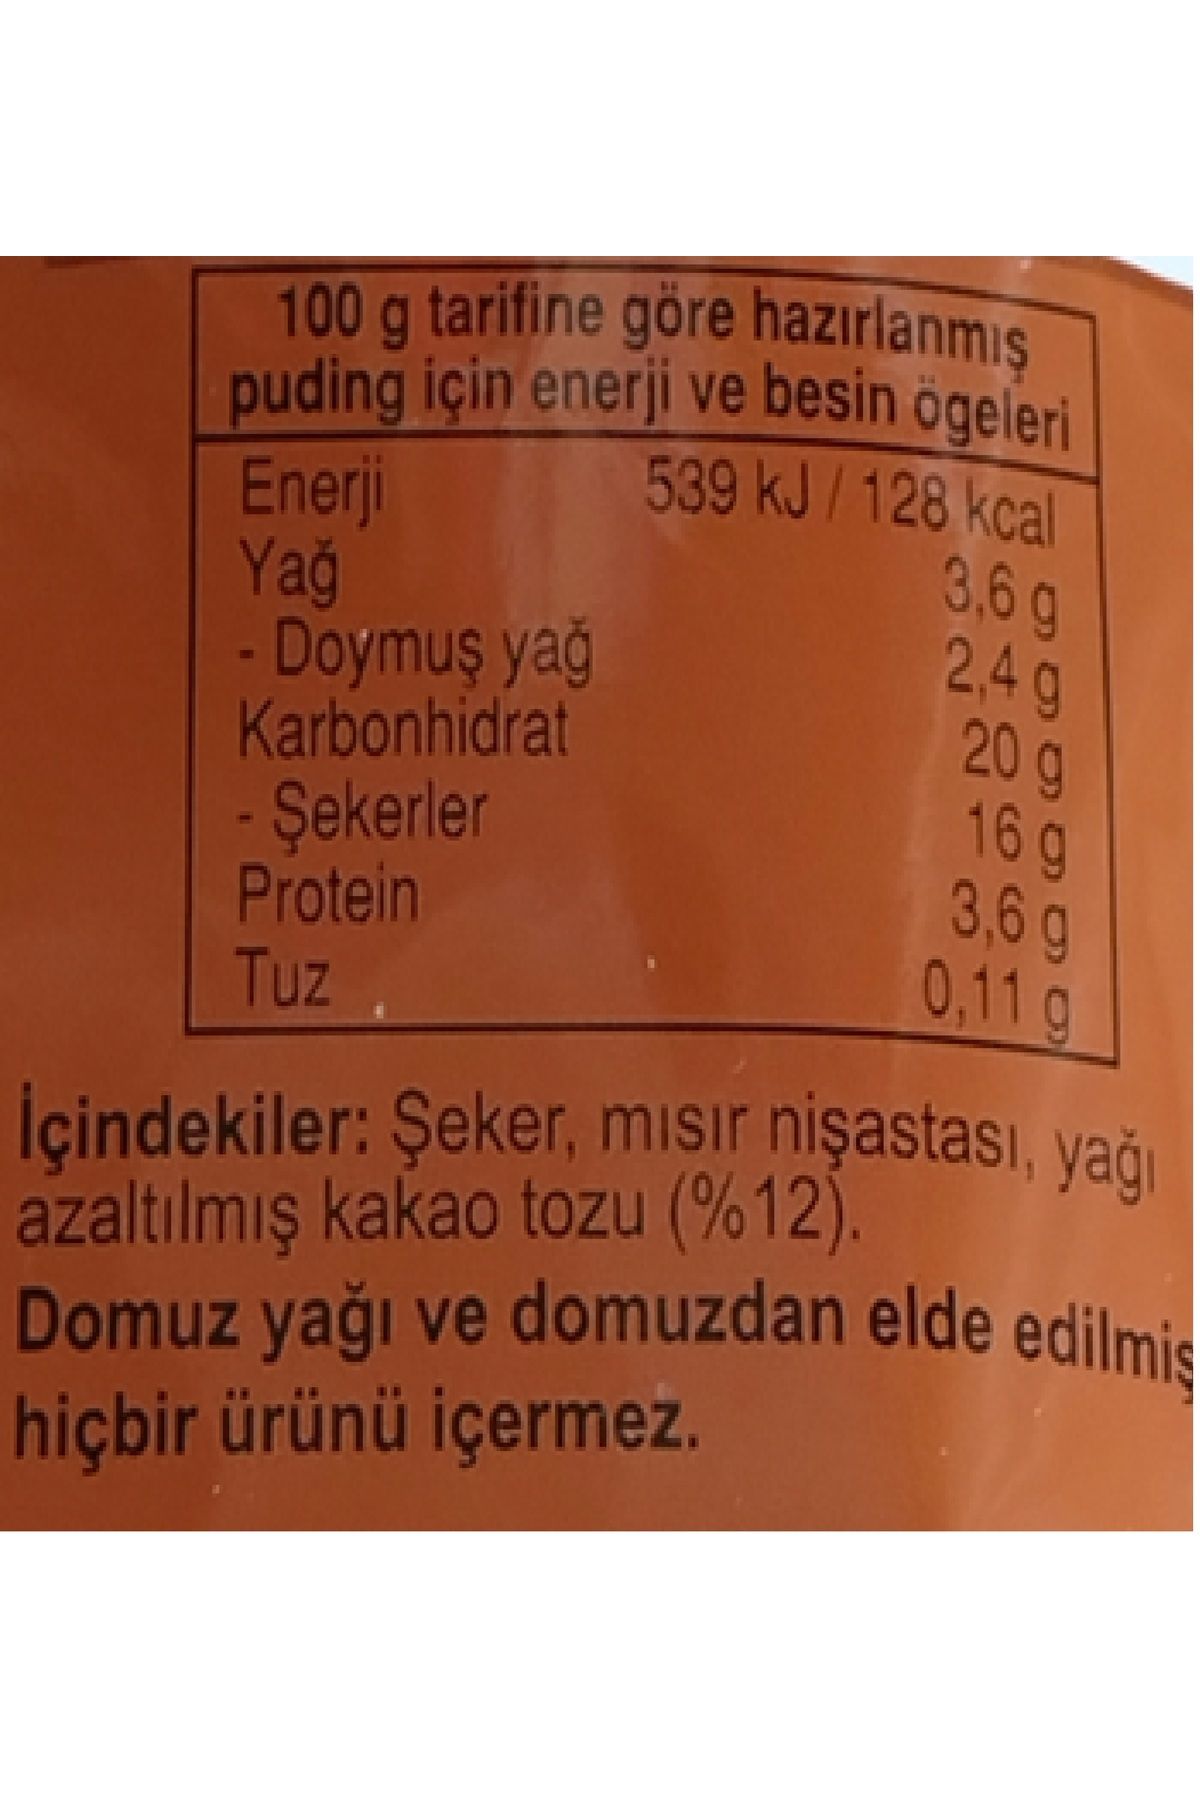 100 g tarifine göre hazırlanmış
puding için enerji ve besin ögeleri
Enerji 539 kJ / 128 kcal
Yağ 3,6 g
- Doymuş yağ 2,4 g
Karbonhidrat 20 g
- Şekerler 16 g
Protein 3,6 g
Tuz 0,11 g
İçindekiler: Şeker, mısır nişastası, yağı
azaltılmış kakao tozu (%12).
Domuz yağı ve domuzdan elde edilmiş
hiçbir ürünü içermez.